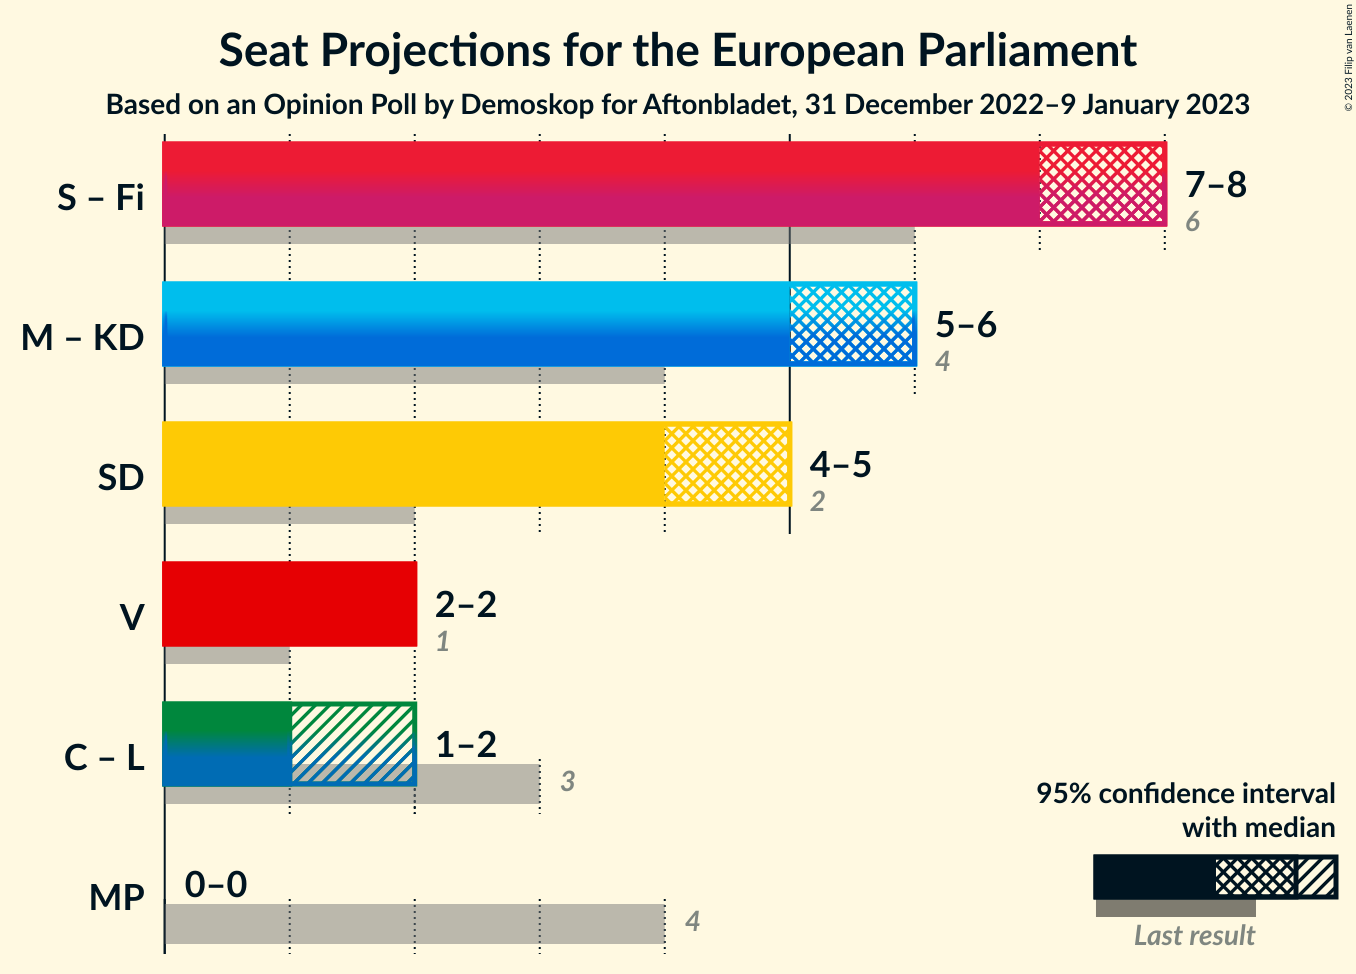 Seat Projections for the European Parliament
Based on an Opinion Poll by Demoskop for Aftonbladet, 31 December 2022–9 January 2023
© 2023 Filip van Laenen
S – Fi
7–8
6
M – KD
5–6
4
SD
4–5
2
V
2–2
1
C – L
1–2
3
MP
0–0
4
95% confidence interval
with median
Last result